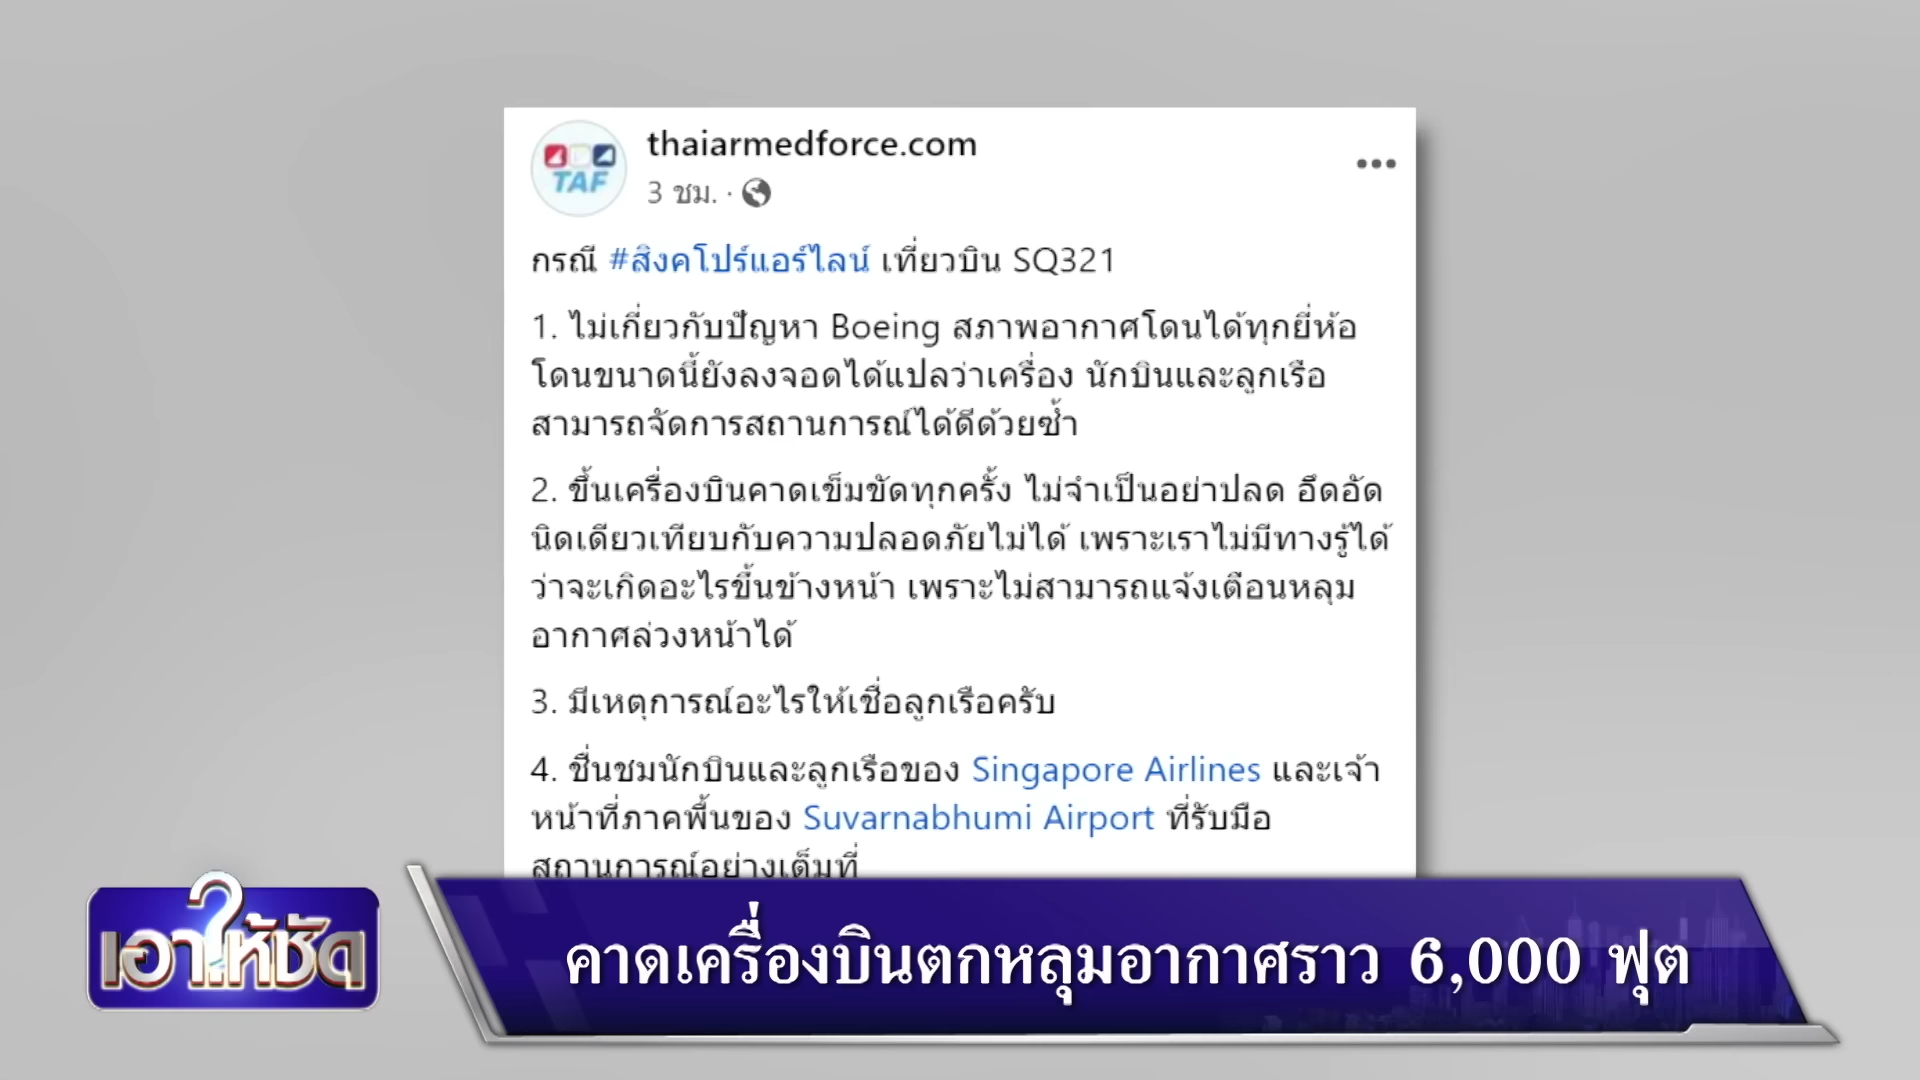 TAF
thaiarmedforce.com
3 ชม. ·
กรณี #สิงคโปร์แอร์ไลน์ เที่ยวบิน SQ321
1. ไม่เกี่ยวกับปัญหา Boeing สภาพอากาศโดนได้ทุกยี่ห้อ
โดนขนาดนี้ยังลงจอดได้แปลว่าเครื่อง นักบินและลูกเรือ
สามารถจัดการสถานการณ์ได้ดีด้วยซ้ำ
2. ขึ้นเครื่องบินคาดเข็มขัดทุกครั้ง ไม่จำเป็นอย่าปลด อึดอัด
นิดเดียวเทียบกับความปลอดภัยไม่ได้ เพราะเราไม่มีทางรู้ได้
ว่าจะเกิดอะไรขึ้นข้างหน้า เพราะไม่สามารถแจ้งเตือนหลุม
อากาศล่วงหน้าได้
3. มีเหตุการณ์อะไรให้เชื่อลูกเรือครับ
4. ชื่นชมนักบินและลูกเรือของ Singapore Airlines และเจ้า
หน้าที่ภาคพื้นของ Suvarnabhumi Airport ที่รับมือ
สถานการณ์อย่างเต็มที่
เอาให้ชัด
คาดเครื่องบินตกหลุมอากาศราว 6,000 ฟุต